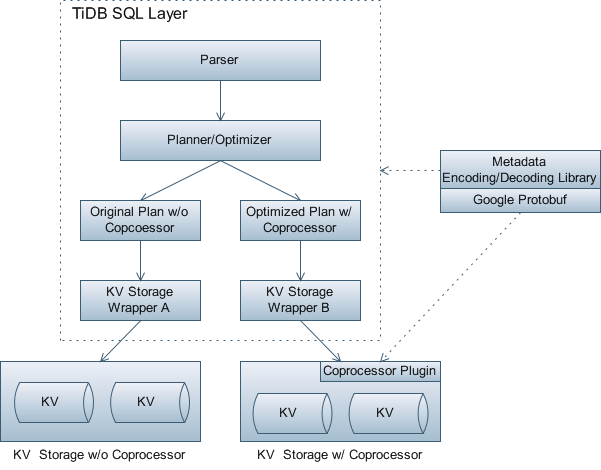 TiDB SQL Layer
Parser
Planner/Optimizer
Metadata
Encoding/Decoding Library
Google Protobuf
Original Plan w/o
Copcoessor
Optimized Plan w/
Coprocessor
KV Storage
Wrapper A
KV Storage
Wrapper B
Coprocessor Plugin
KV
KV
KV
KV
KV Storage w/o Coprocessor
KV Storage w/ Coprocessor